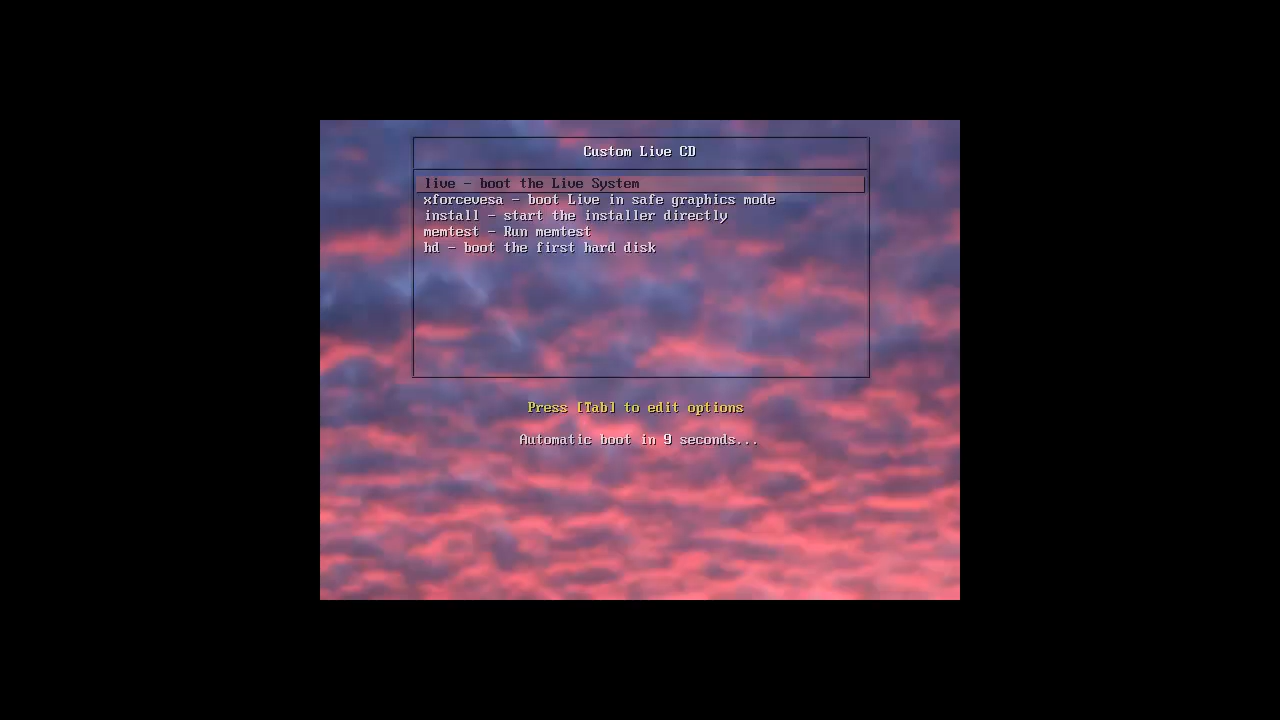 Custom Live CD
live - boot the Live System
xforcevesa - boot Live in safe graphics mode
install - start the installer directly
memtest - Run memtest
hd - boot the first hard disk
Press [Tab] to edit options
Automatic boot in 9 seconds...